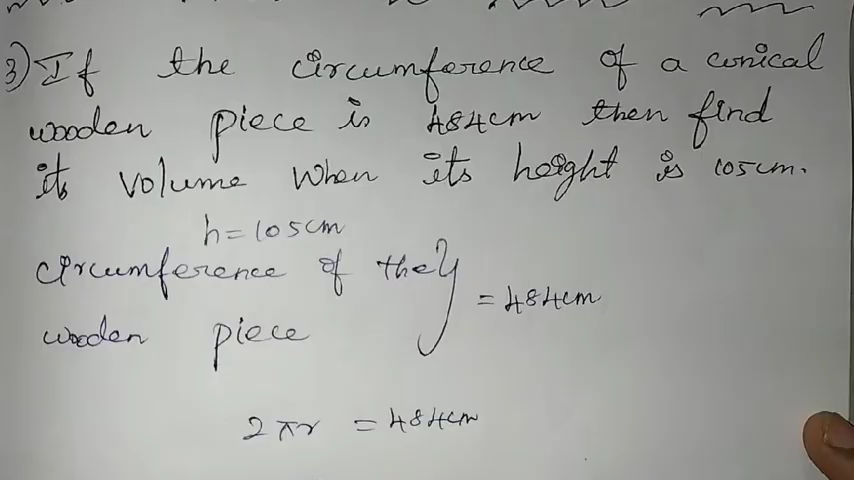 3) If the circumference of a conical
wooden piece is 484cm then find
its volume when its height is 105cm.
h = 105cm
circumference of the } = 484cm
wooden piece
2πr = 484cm